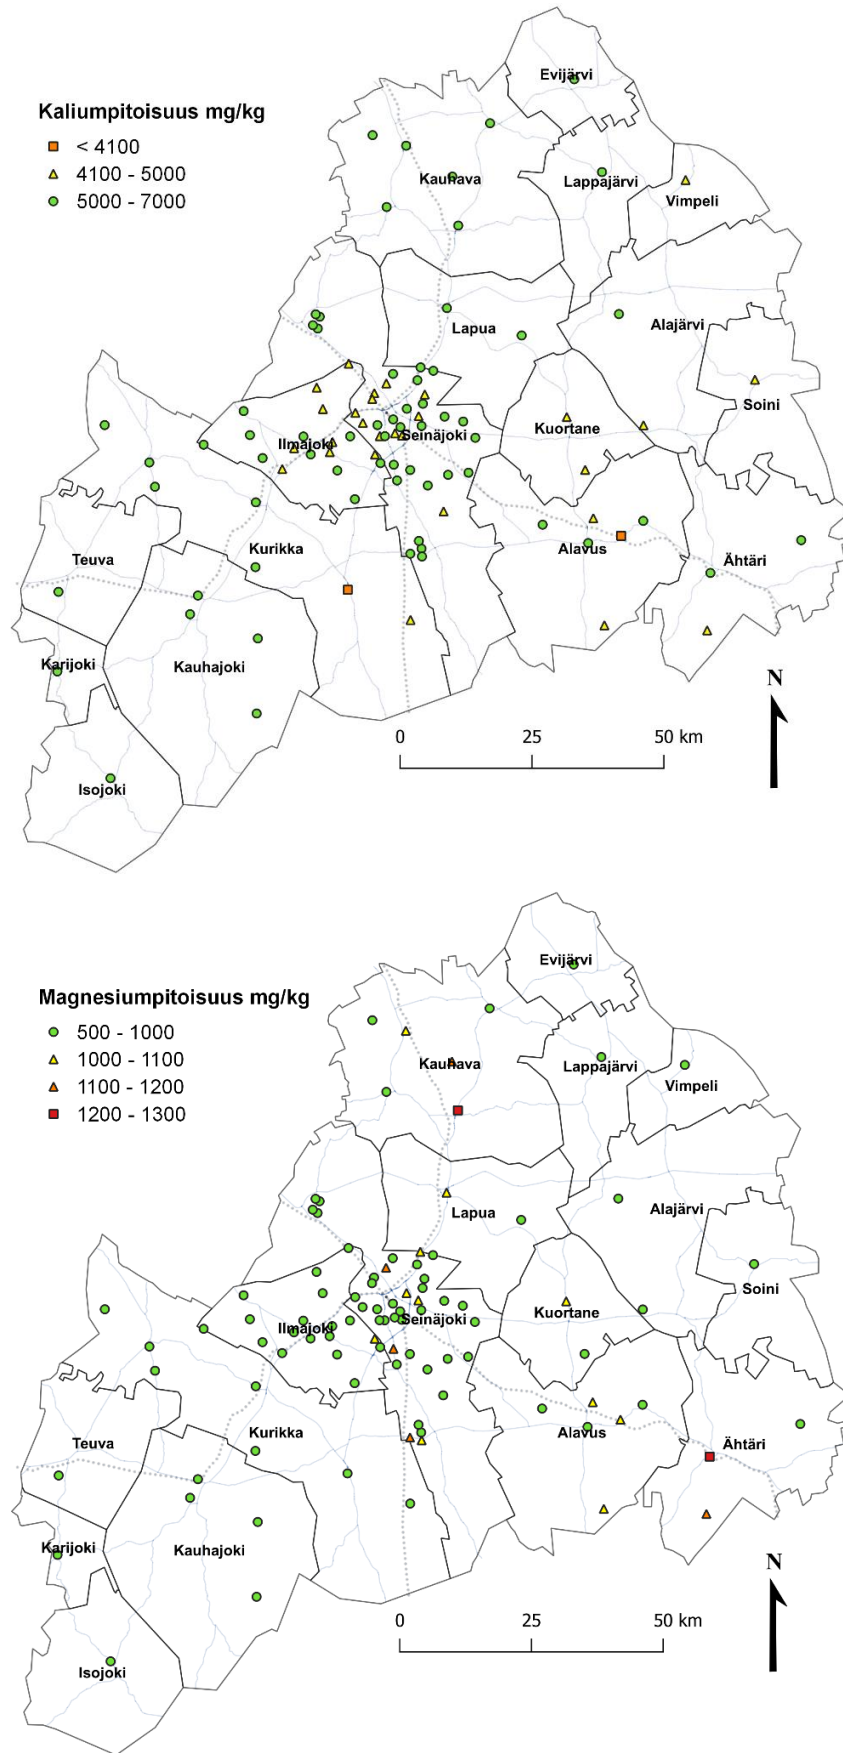 Evijärvi
Kaliumpitoisuus mg/kg
< 4100
4100 - 5000
5000 - 7000
Kauhava
Lappajärvi
Vimpeli
Lapua
Alajärvi
Soini
Kuortane
Seinäjoki
Ilmajoki
Kurikka
Alavus
Ähtäri
Teuva
Karijoki
Kauhajoki
N
0 25 50 km
Isojoki
Evijärvi
Magnesiumpitoisuus mg/kg
500 - 1000
1000 - 1100
1100 - 1200
1200 - 1300
Kauhava
Lappajärvi
Vimpeli
Lapua
Alajärvi
Soini
Kuortane
Seinäjoki
Ilmajoki
Kurikka
Alavus
Ähtäri
Teuva
Karijoki
Kauhajoki
N
0 25 50 km
Isojoki